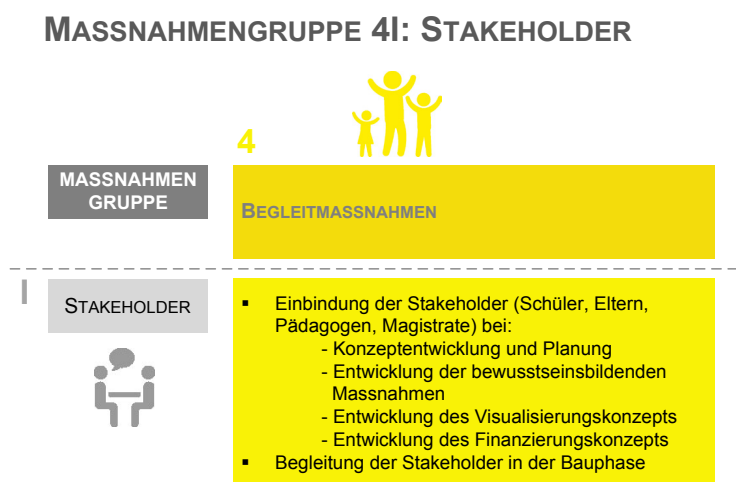 MASSNAHMENGRUPPE 4I: STAKEHOLDER
4
MASSNAHMEN
GRUPPE
BEGLEITMASSNAHMEN
I
STAKEHOLDER
▪ Einbindung der Stakeholder (Schüler, Eltern,
Pädagogen, Magistrate) bei:
- Konzeptentwicklung und Planung
- Entwicklung der bewusstseinsbildenden
Massnahmen
- Entwicklung des Visualisierungskonzepts
- Entwicklung des Finanzierungskonzepts
▪ Begleitung der Stakeholder in der Bauphase